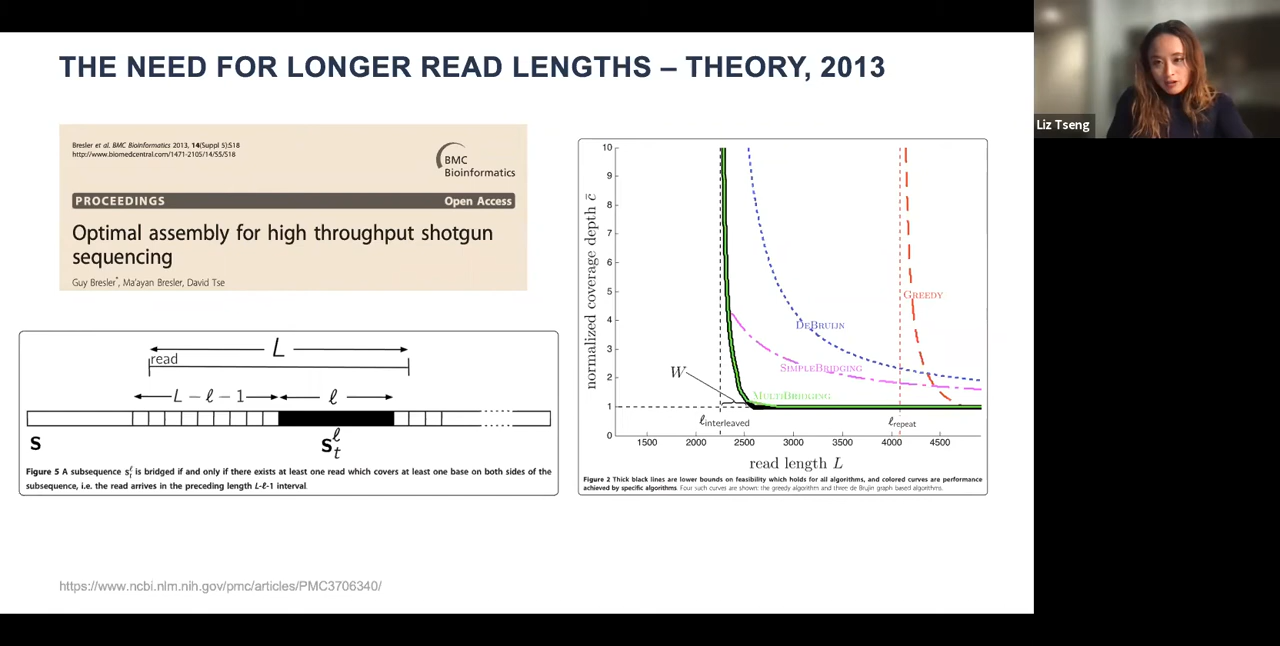 THE NEED FOR LONGER READ LENGTHS – THEORY, 2013
Liz Tseng
Bresler et al. BMC Bioinformatics 2013, 14(Suppl 5):S18
http://www.biomedcentral.com/1471-2105/14/S5/S18
BMC
Bioinformatics
PROCEEDINGS Open Access
Optimal assembly for high throughput shotgun
sequencing
Guy Bresler*, Ma'ayan Bresler, David Tse
L
read
L – ℓ – 1
ℓ
S
s_t^ℓ
Figure 5 A subsequence s_t^ℓ is bridged if and only if there exists at least one read which covers at least one base on both sides of the
subsequence, i.e. the read arrives in the preceding length L-ℓ-1 interval.
normalized coverage depth c̄
10
9
8
7
6
5
4
3
2
1
0
GREEDY
DEBRUIJN
SIMPLEBRIDGING
W
MULTIBRIDGING
ℓinterleaved
ℓrepeat
1500 2000 2500 3000 3500 4000 4500
read length L
Figure 2 Thick black lines are lower bounds on feasibility which holds for all algorithms, and colored curves are performance
achieved by specific algorithms. Four such curves are shown: the greedy algorithm and three de Brujin graph based algorithms.
https://www.ncbi.nlm.nih.gov/pmc/articles/PMC3706340/